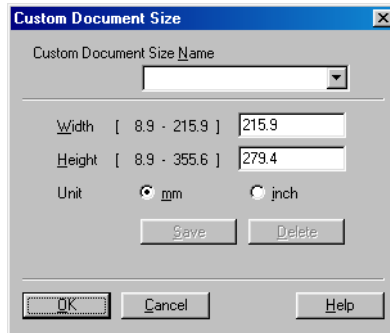 Custom Document Size
Custom Document Size Name
Width [ 8.9 - 215.9 ] 215.9
Height [ 8.9 - 355.6 ] 279.4
Unit mm inch
Save Delete
OK Cancel Help